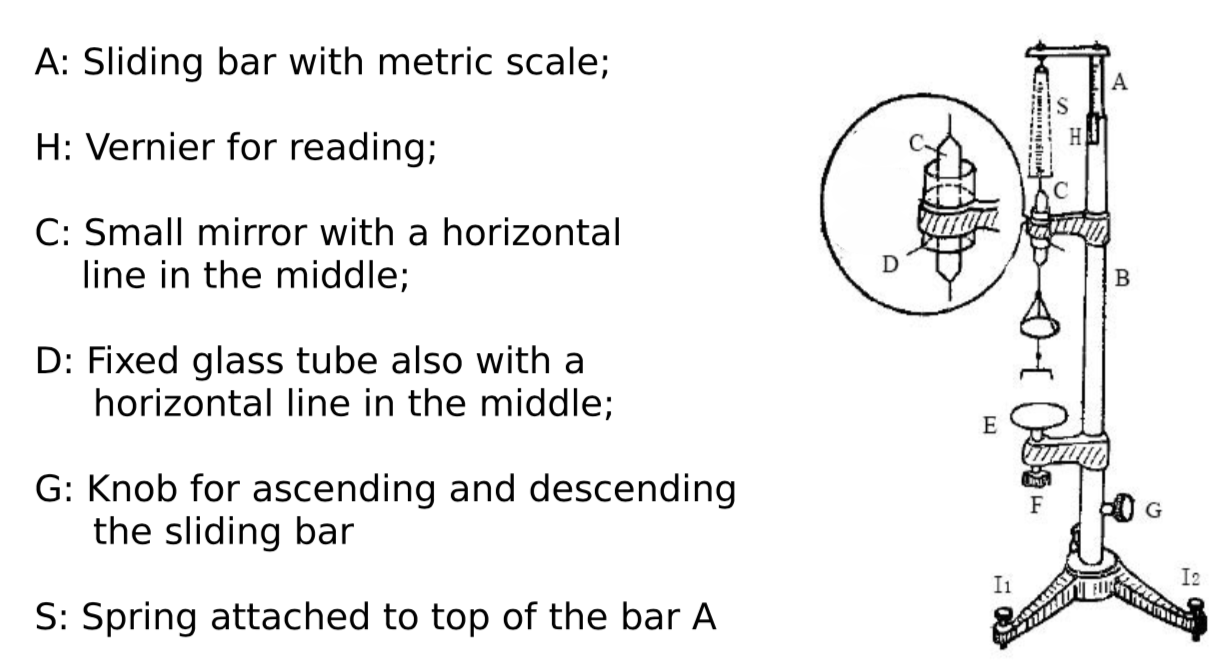 A: Sliding bar with metric scale;
H: Vernier for reading;
C: Small mirror with a horizontal
line in the middle;
D: Fixed glass tube also with a
horizontal line in the middle;
G: Knob for ascending and descending
the sliding bar
S: Spring attached to top of the bar A
A
S
H
C
C
D
B
E
F
G
I1
I2